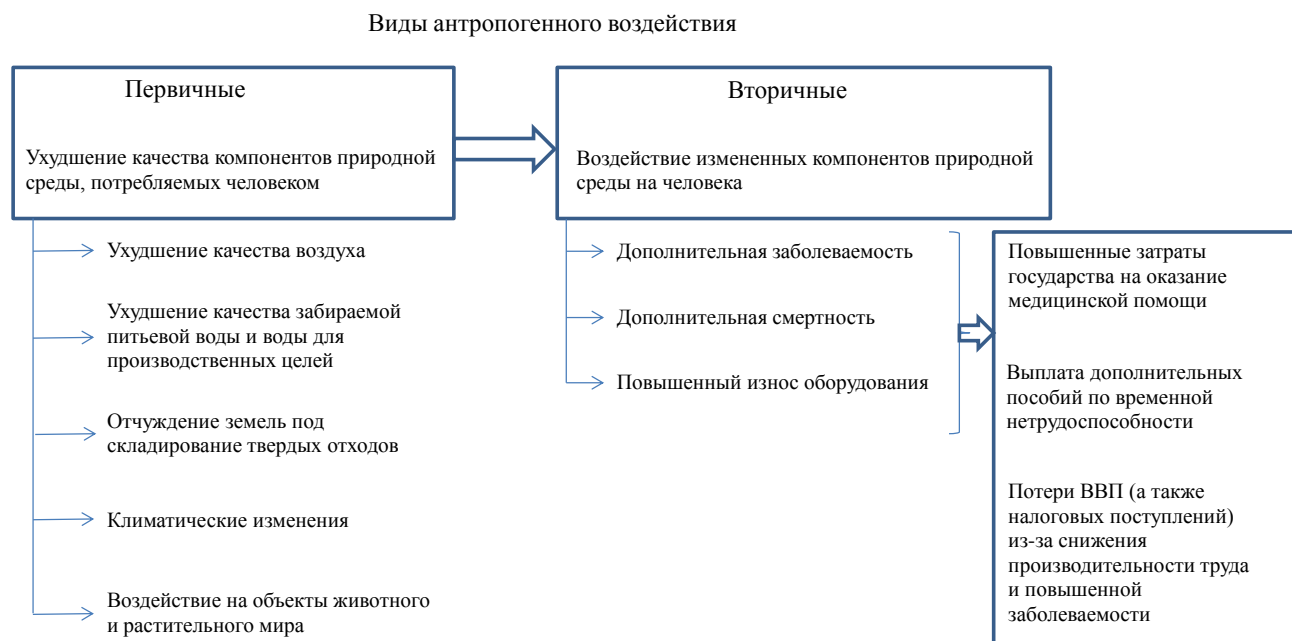 Виды антропогенного воздействия
Первичные
Ухудшение качества компонентов природной
среды, потребляемых человеком
Ухудшение качества воздуха
Ухудшение качества забираемой
питьевой воды и воды для
производственных целей
Отчуждение земель под
складирование твердых отходов
Климатические изменения
Воздействие на объекты животного
и растительного мира
Вторичные
Воздействие измененных компонентов природной
среды на человека
Дополнительная заболеваемость
Дополнительная смертность
Повышенный износ оборудования
Повышенные затраты
государства на оказание
медицинской помощи
Выплата дополнительных
пособий по временной
нетрудоспособности
Потери ВВП (а также
налоговых поступлений)
из-за снижения
производительности труда
и повышенной
заболеваемости